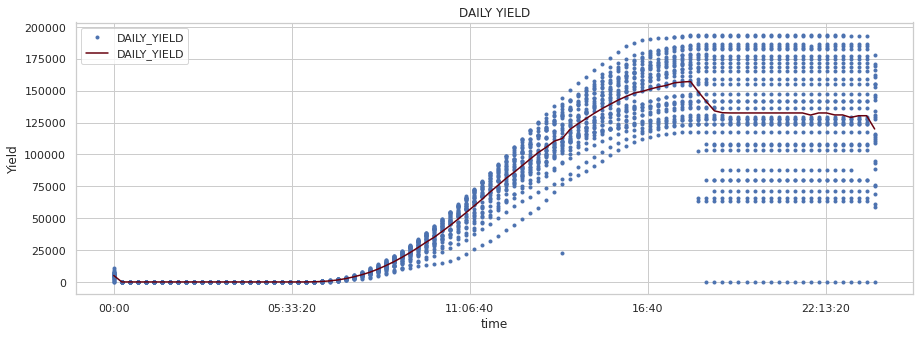 DAILY YIELD
200000
175000
150000
125000
100000
75000
50000
25000
0
Yield
DAILY_YIELD
DAILY_YIELD
00:00 05:33:20 11:06:40 16:40 22:13:20
time